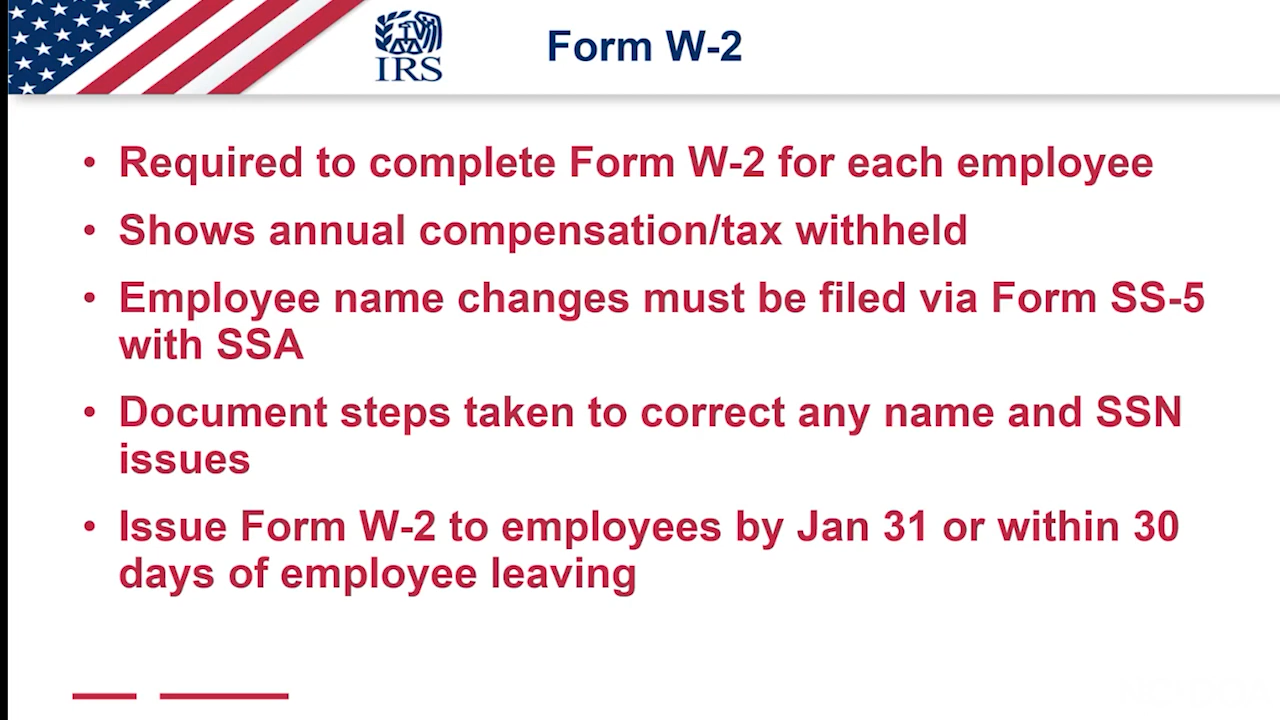 IRS
Form W-2
• Required to complete Form W-2 for each employee
• Shows annual compensation/tax withheld
• Employee name changes must be filed via Form SS-5
with SSA
• Document steps taken to correct any name and SSN
issues
• Issue Form W-2 to employees by Jan 31 or within 30
days of employee leaving